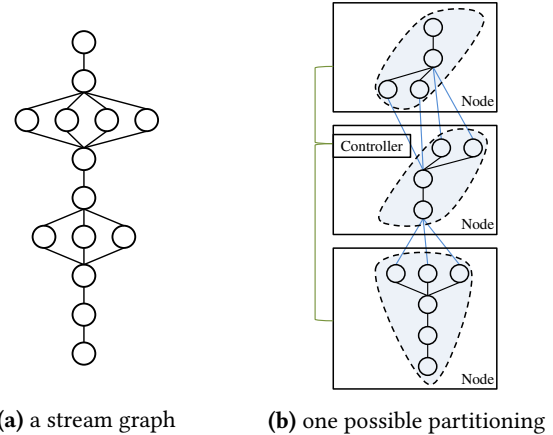 Node
Controller
Node
Node
(a) a stream graph
(b) one possible partitioning